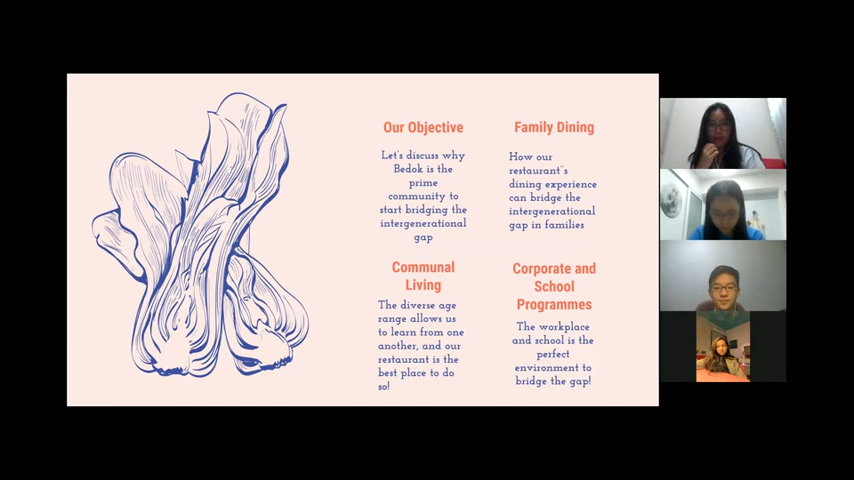 Our Objective
Let's discuss why
Bedok is the
prime
community to
start bridging the
intergenerational
gap
Family Dining
How our
restaurant"s
dining experience
can bridge the
intergenerational
gap in families
Communal
Living
The diverse age
range allows us
to learn from one
another, and our
restaurant is the
best place to do
so!
Corporate and
School
Programmes
The workplace
and school is the
perfect
environment to
bridge the gap!